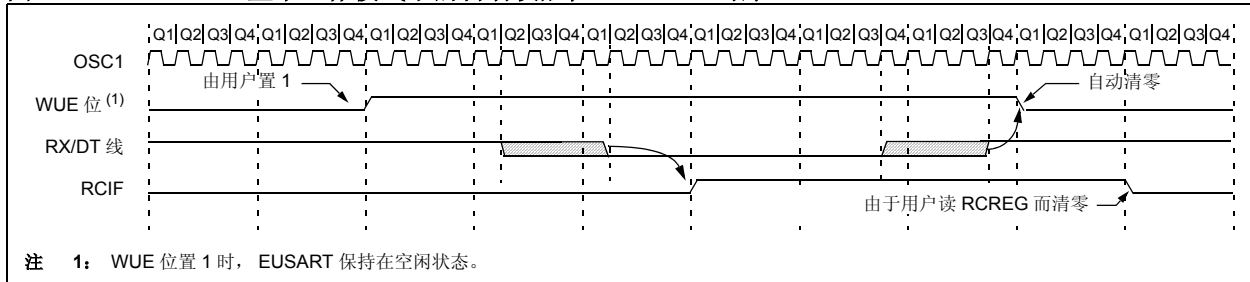 Q1 Q2 Q3 Q4 Q1 Q2 Q3 Q4 Q1 Q2 Q3 Q4 Q1 Q2 Q3 Q4 Q1 Q2 Q3 Q4 Q1 Q2 Q3 Q4 Q1 Q2 Q3 Q4 Q1 Q2 Q3 Q4 Q1 Q2 Q3 Q4 Q1 Q2 Q3 Q4
OSC1
由用户置 1
自动清零
WUE 位 (1)
RX/DT 线
RCIF
由于用户读 RCREG 而清零
注 1: WUE 位置 1 时， EUSART 保持在空闲状态。